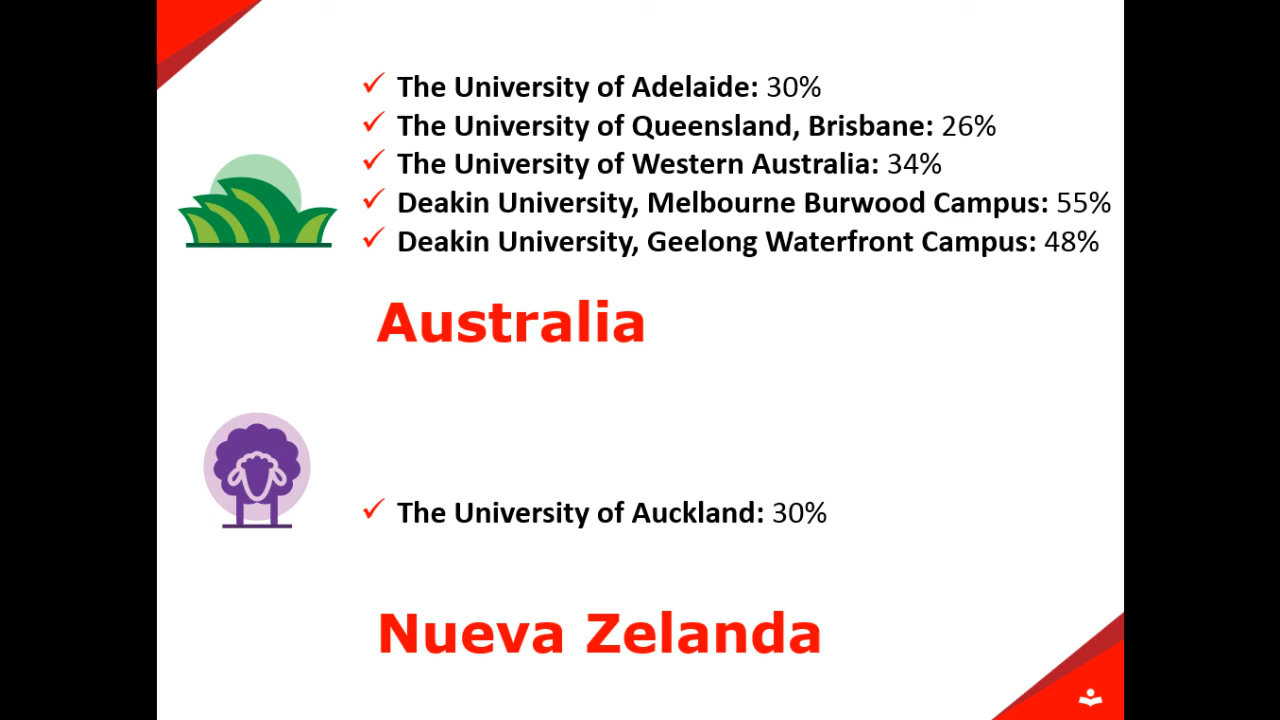 The University of Adelaide: 30%
The University of Queensland, Brisbane: 26%
The University of Western Australia: 34%
Deakin University, Melbourne Burwood Campus: 55%
Deakin University, Geelong Waterfront Campus: 48%
Australia
The University of Auckland: 30%
Nueva Zelanda